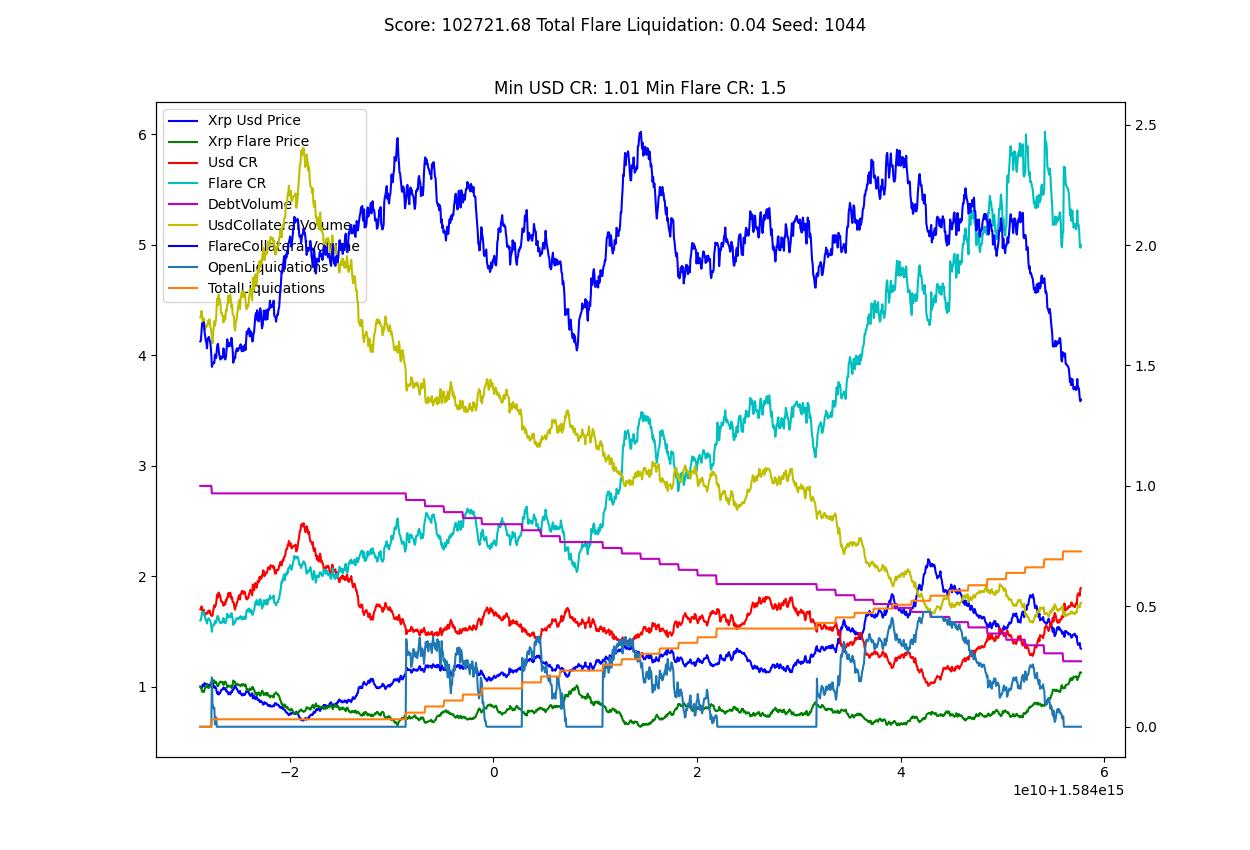 Score: 102721.68 Total Flare Liquidation: 0.04 Seed: 1044
Min USD CR: 1.01 Min Flare CR: 1.5
Xrp Usd Price
Xrp Flare Price
Usd CR
Flare CR
DebtVolume
UsdCollateralVolume
FlareCollateralVolume
OpenLiquidations
TotalLiquidations
6
5
4
3
2
1
2.5
2.0
1.5
1.0
0.5
0.0
−2
0
2
4
6
1e10+1.584e15